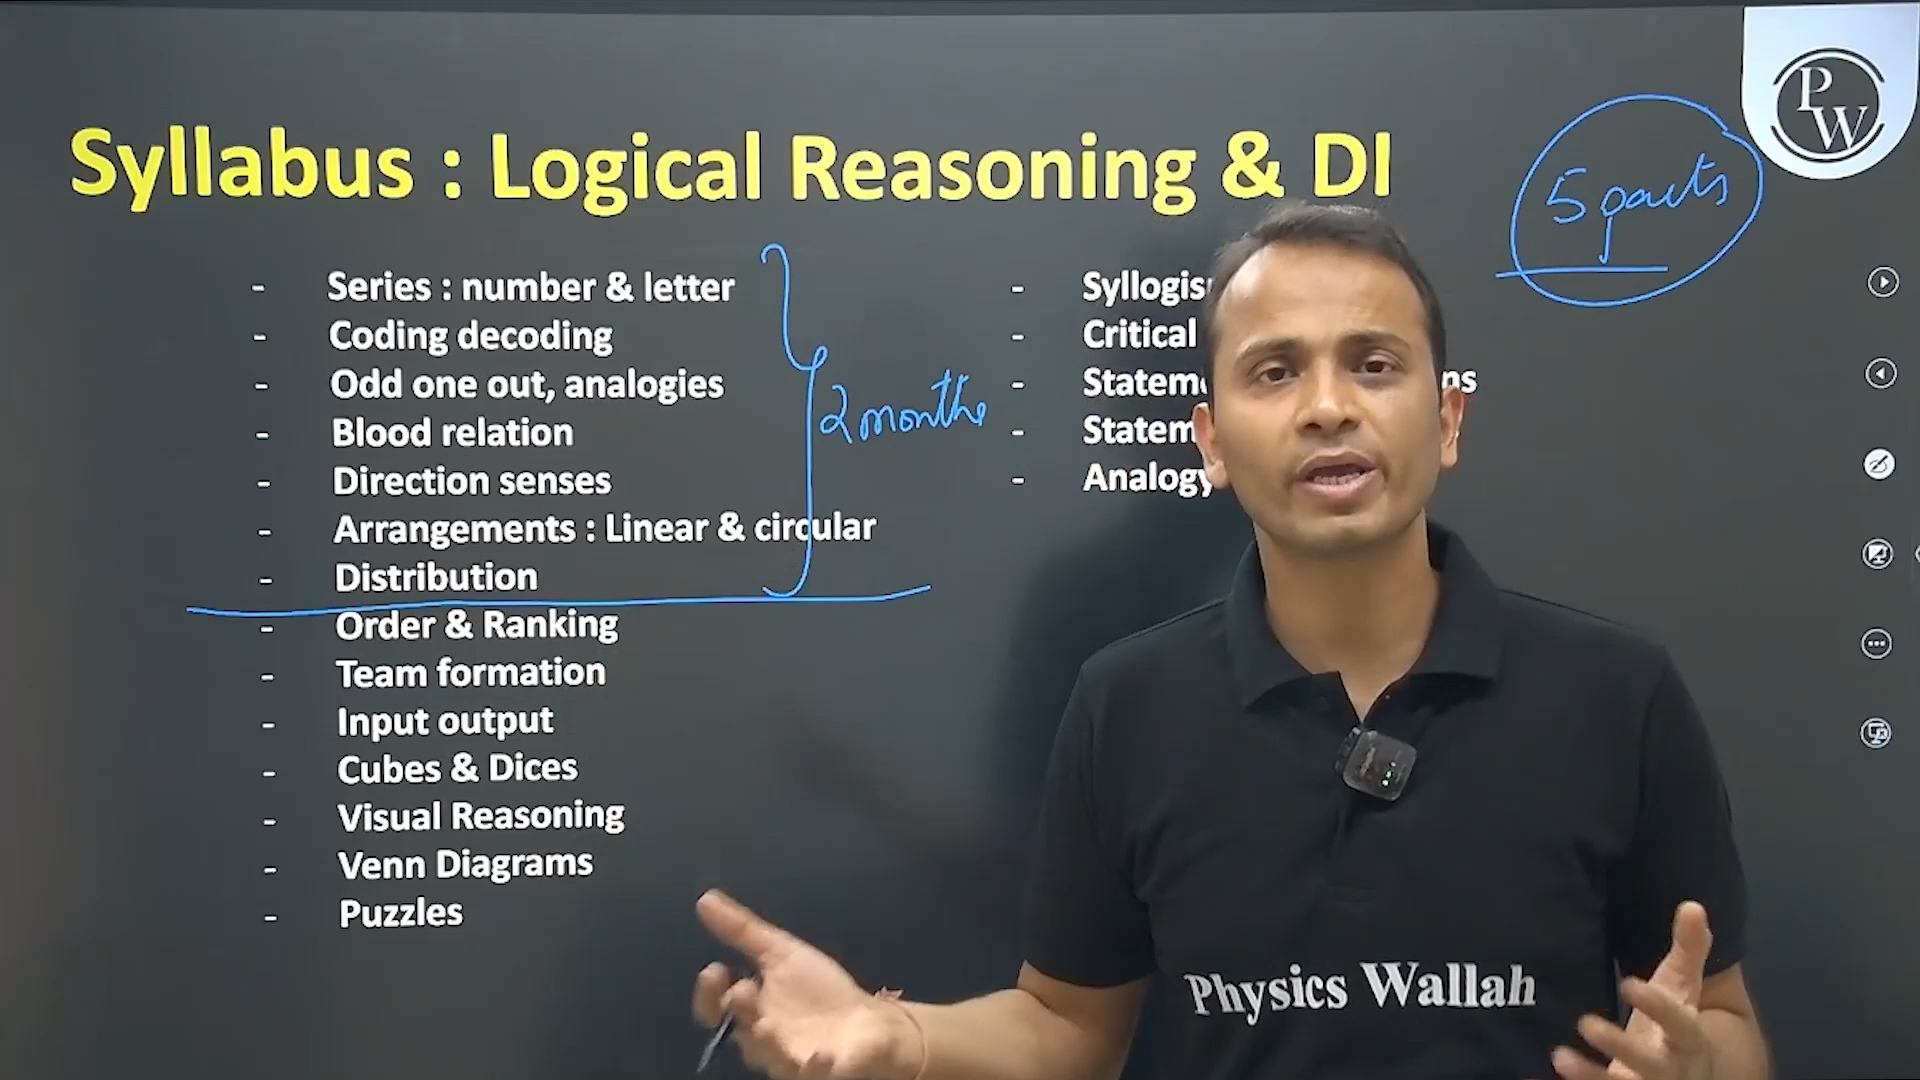 Syllabus : Logical Reasoning & DI
5 parts
PW
- Series : number & letter
- Coding decoding
- Odd one out, analogies
- Blood relation
- Direction senses
- Arrangements : Linear & circular
- Distribution
- Order & Ranking
- Team formation
- Input output
- Cubes & Dices
- Visual Reasoning
- Venn Diagrams
- Puzzles
2 months
-
- Critical
-
-
- Analogy
Physics Wallah